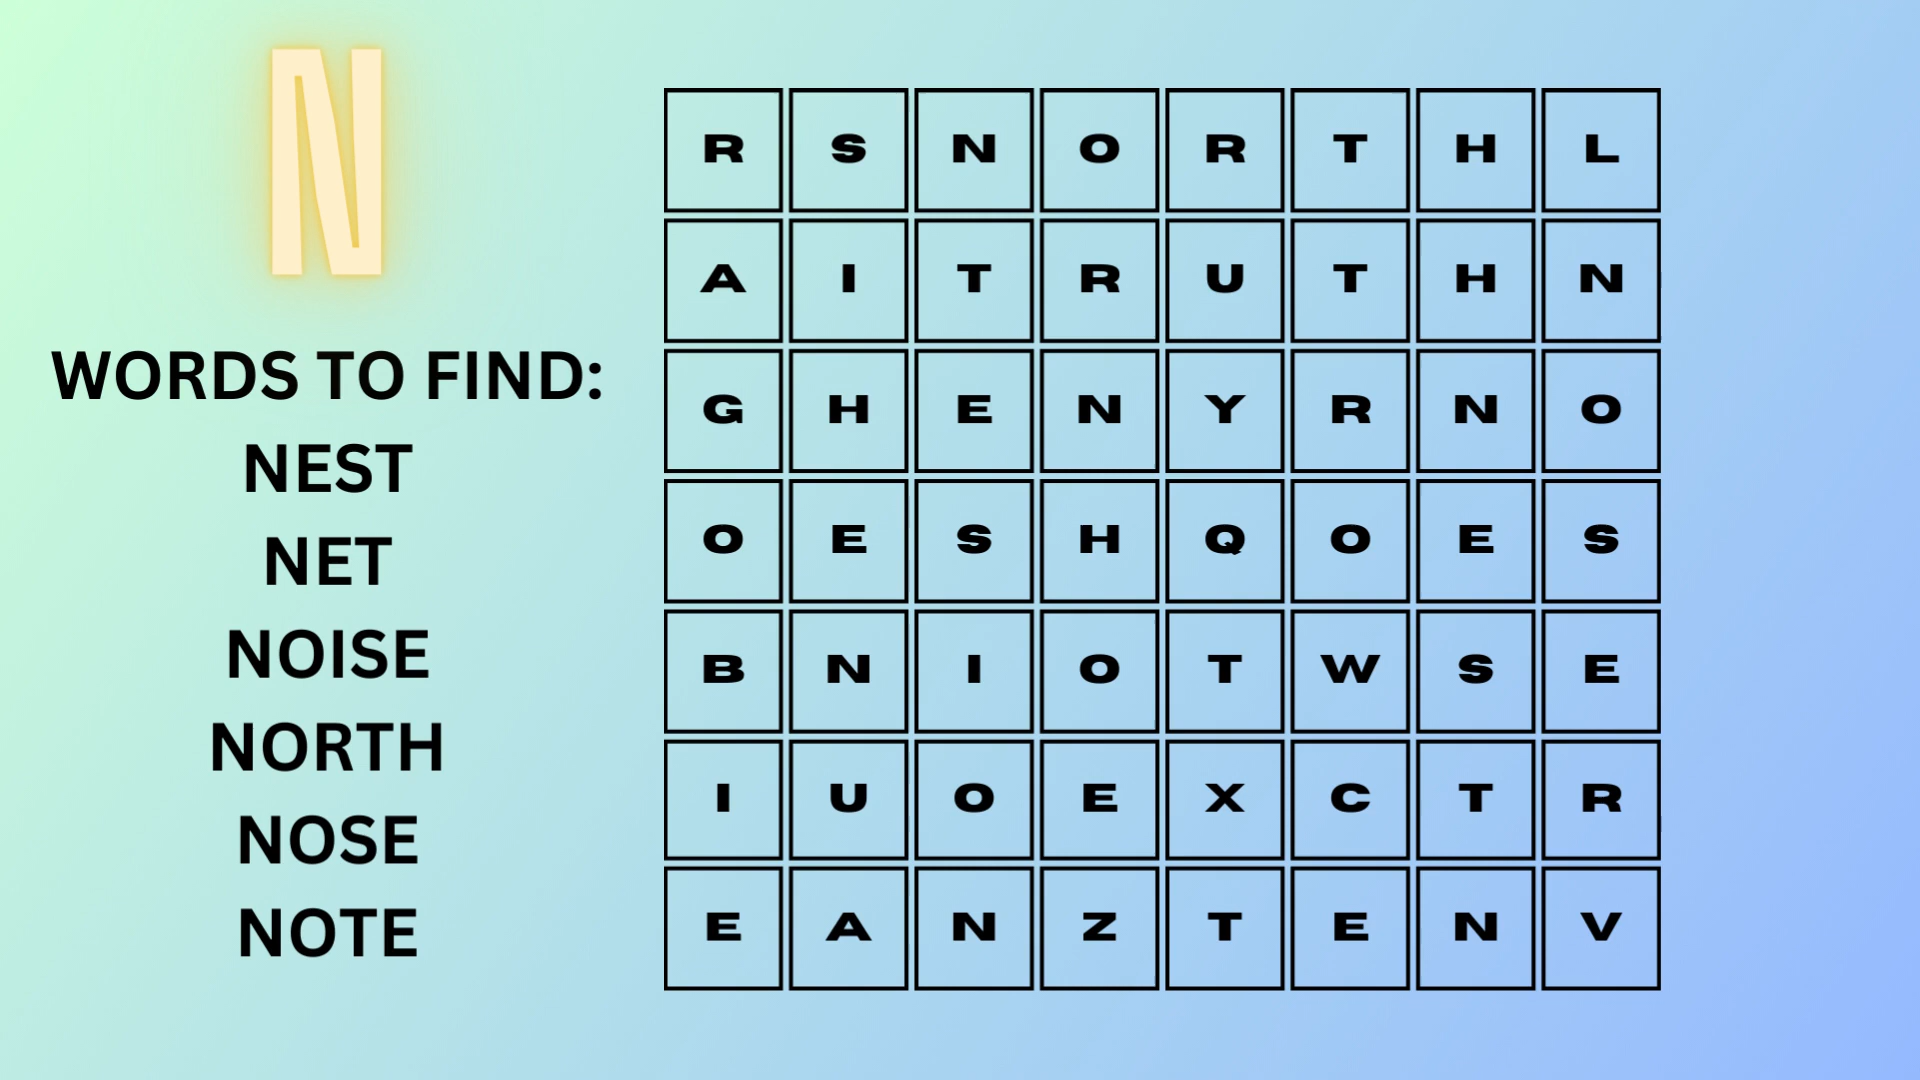 N
WORDS TO FIND:
NEST
NET
NOISE
NORTH
NOSE
NOTE
R S N O R T H L
A I T R U T H N
G H E N Y R N O
O E S H Q O E S
B N I O T W S E
I U O E X C T R
E A N Z T E N V